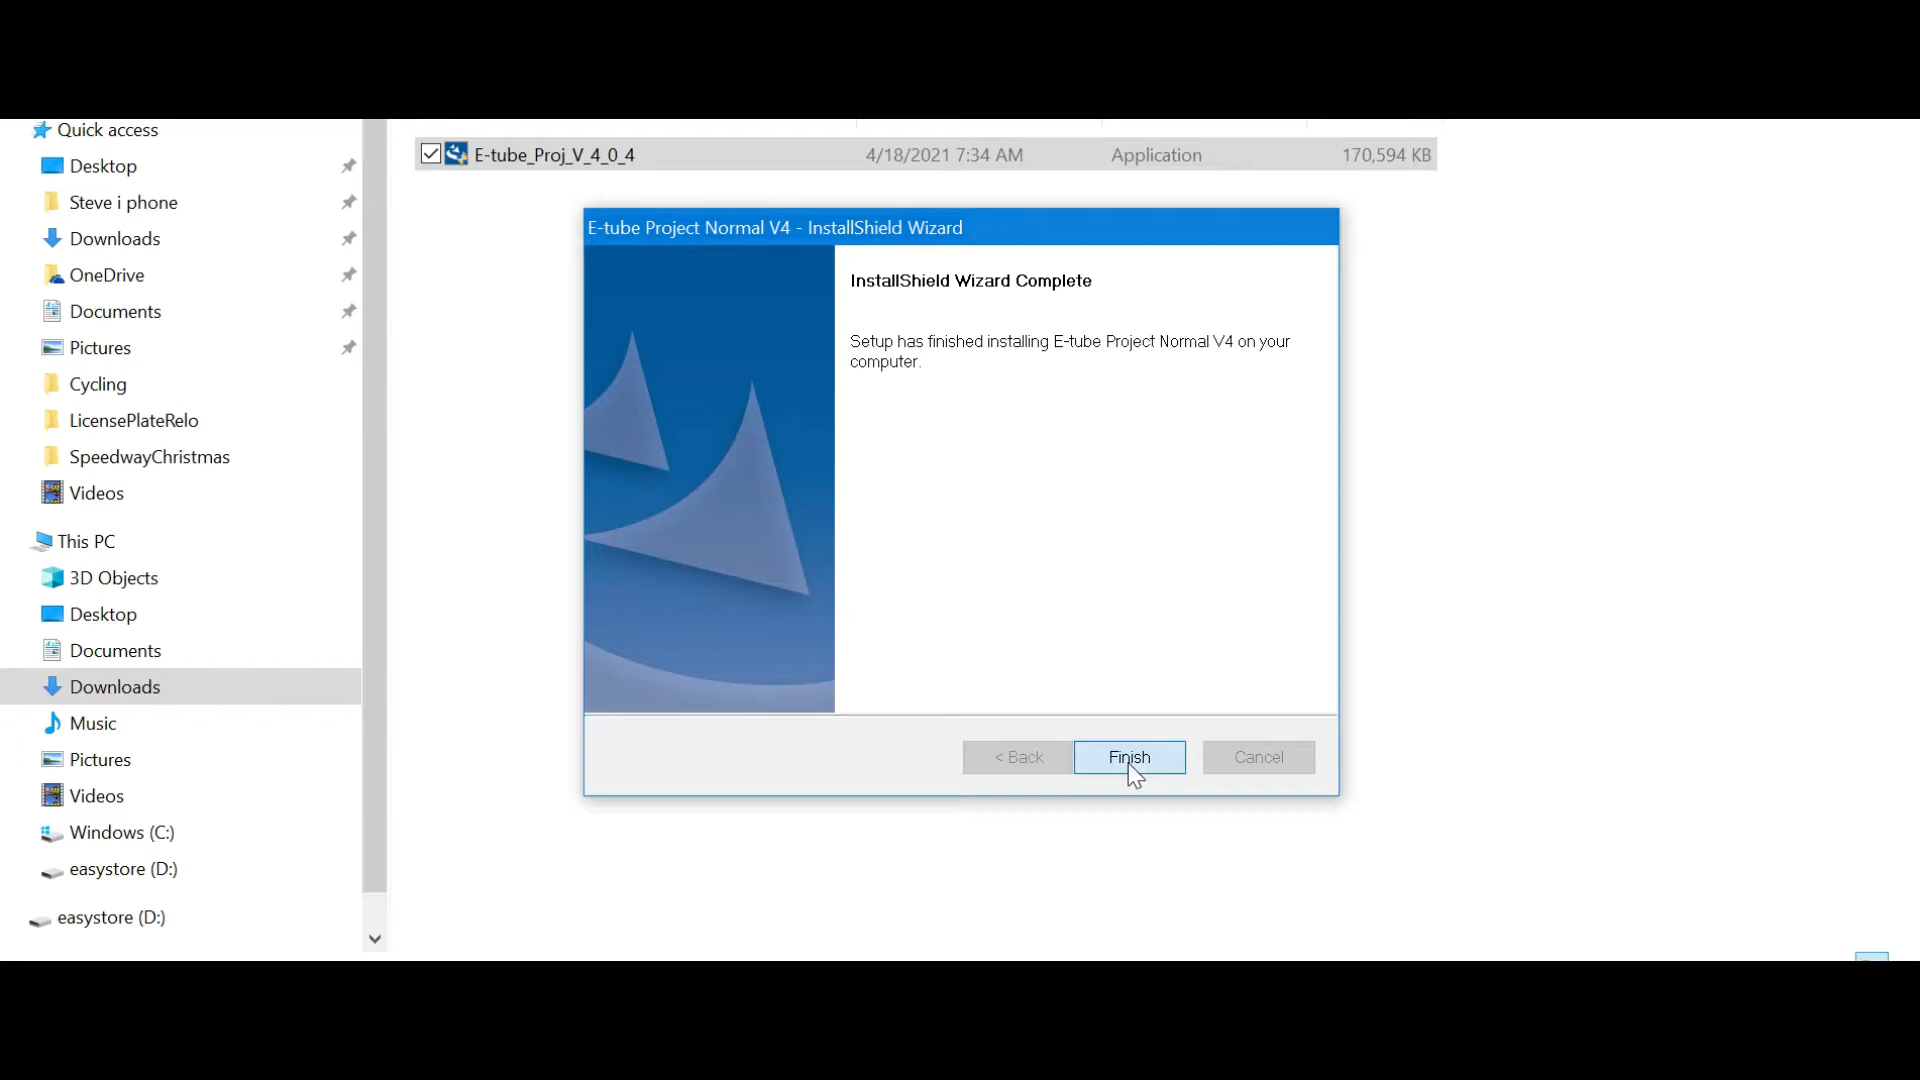 Quick access
Desktop
Steve i phone
Downloads
OneDrive
Documents
Pictures
Cycling
LicensePlateRelo
SpeedwayChristmas
Videos
This PC
3D Objects
Desktop
Documents
Downloads
Music
Pictures
Videos
Windows (C:)
easystore (D:)
easystore (D:)
E-tube_Proj_V_4_0_4 4/18/2021 7:34 AM Application 170,594 KB
E-tube Project Normal V4 - InstallShield Wizard
InstallShield Wizard Complete
Setup has finished installing E-tube Project Normal V4 on your
computer.
< Back Finish Cancel